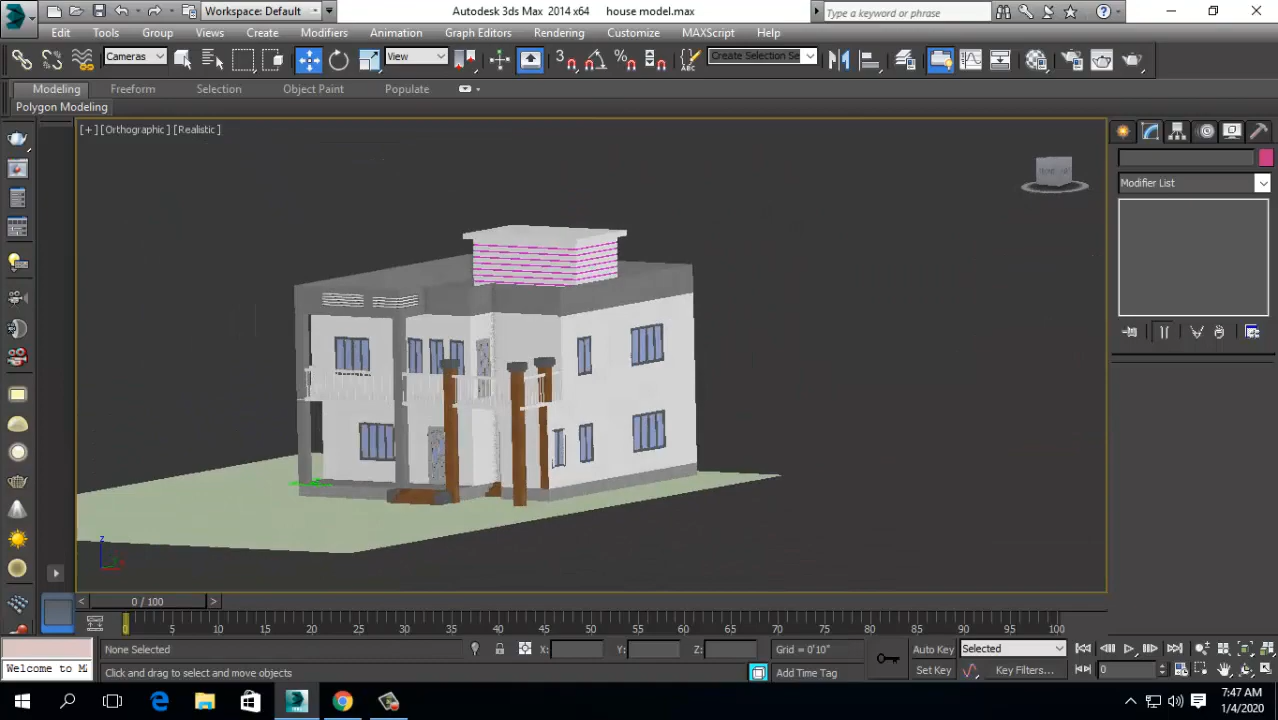 Workspace: Default
Autodesk 3ds Max 2014 x64
house model.max
Type a keyword or phrase
Edit
Tools
Group
Views
Create
Modifiers
Animation
Graph Editors
Rendering
Customize
MAXScript
Help
Cameras
View
3
Create Selection Se
Modeling
Freeform
Selection
Object Paint
Populate
Polygon Modeling
[+] [Orthographic] [Realistic]
Modifier List
z
0 / 100
0
5
10
15
20
25
30
35
40
45
50
55
60
65
70
75
80
85
90
95
100
None Selected
X:
Y:
Z:
Grid = 0'10"
Auto Key
Selected
Welcome to M
Click and drag to select and move objects
Add Time Tag
Set Key
Key Filters...
0
7:47 AM
1/4/2020